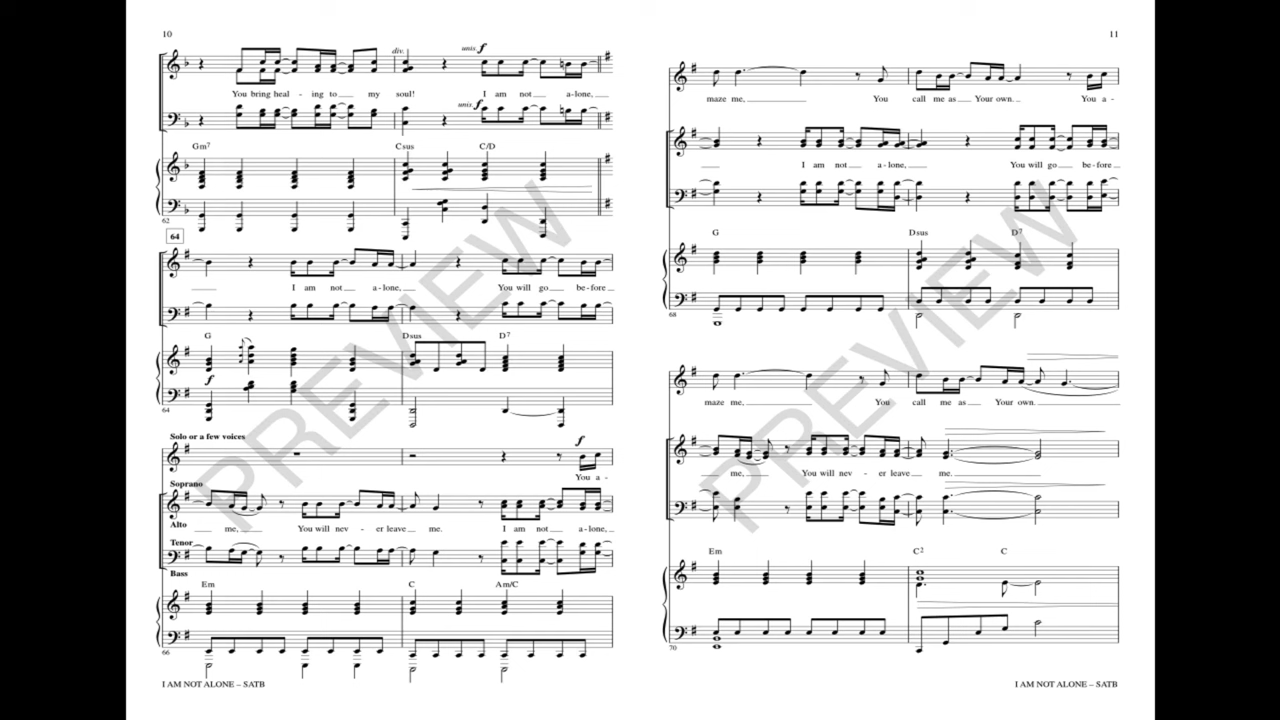 10
div. unis. f
You bring heal - ing to my soul! I am not a-lone,
unis. f
Gm7 Csus C/D
62
64
I am not a-lone, You will go be-fore
G Dsus D7
f
64
Solo or a few voices
f
You a-
Soprano
Alto
me, You will nev - er leave me. I am not a-lone,
Tenor
Bass
Em C Am/C
66
I AM NOT ALONE – SATB
PREVIEW
11
maze me, You call me as Your own. You a-
I am not a-lone, You will go be-fore
G Dsus D7
68
maze me, You call me as Your own.
me, You will nev - er leave me.
Em C2 C
70
I AM NOT ALONE – SATB
PREVIEW